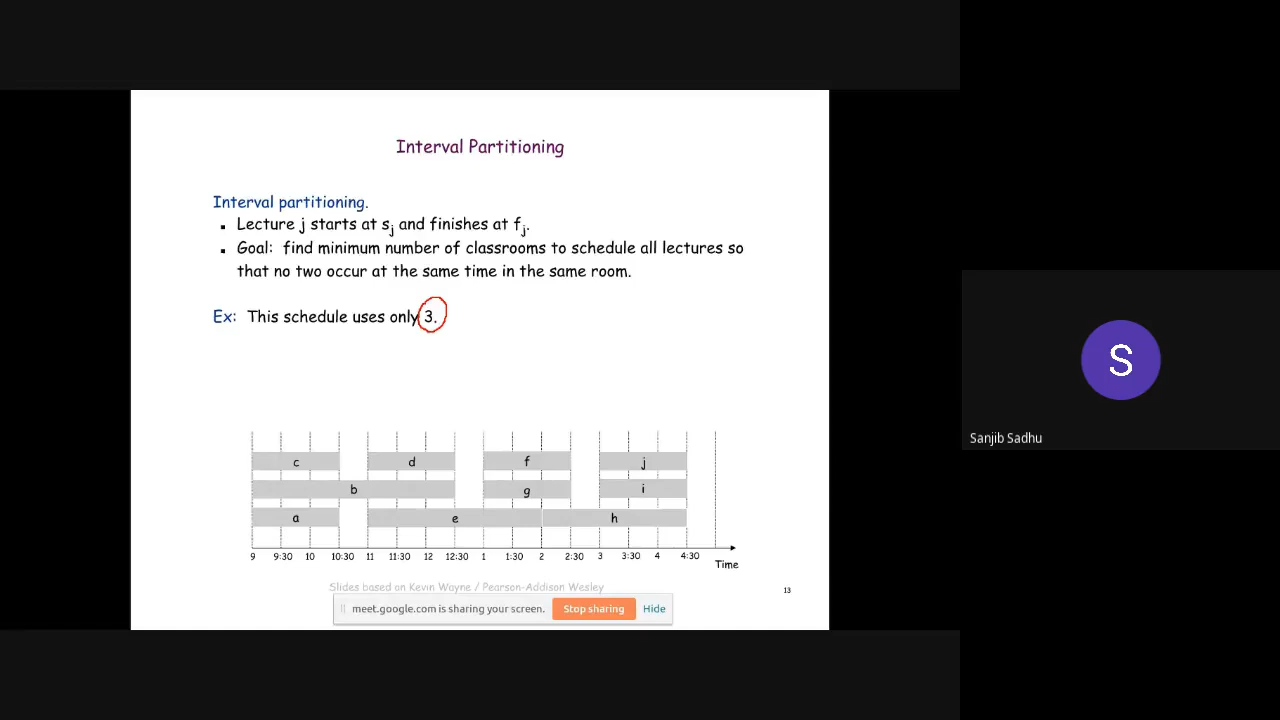 Interval Partitioning
Interval partitioning.
▪ Lecture j starts at sj and finishes at fj.
▪ Goal: find minimum number of classrooms to schedule all lectures so
that no two occur at the same time in the same room.
Ex: This schedule uses only 3.
c d f j
b g i
a e h
9 9:30 10 10:30 11 11:30 12 12:30 1 1:30 2 2:30 3 3:30 4 4:30
Time
Slides based on Kevin Wayne / Pearson-Addison Wesley
13
meet.google.com is sharing your screen. Stop sharing Hide
S
Sanjib Sadhu